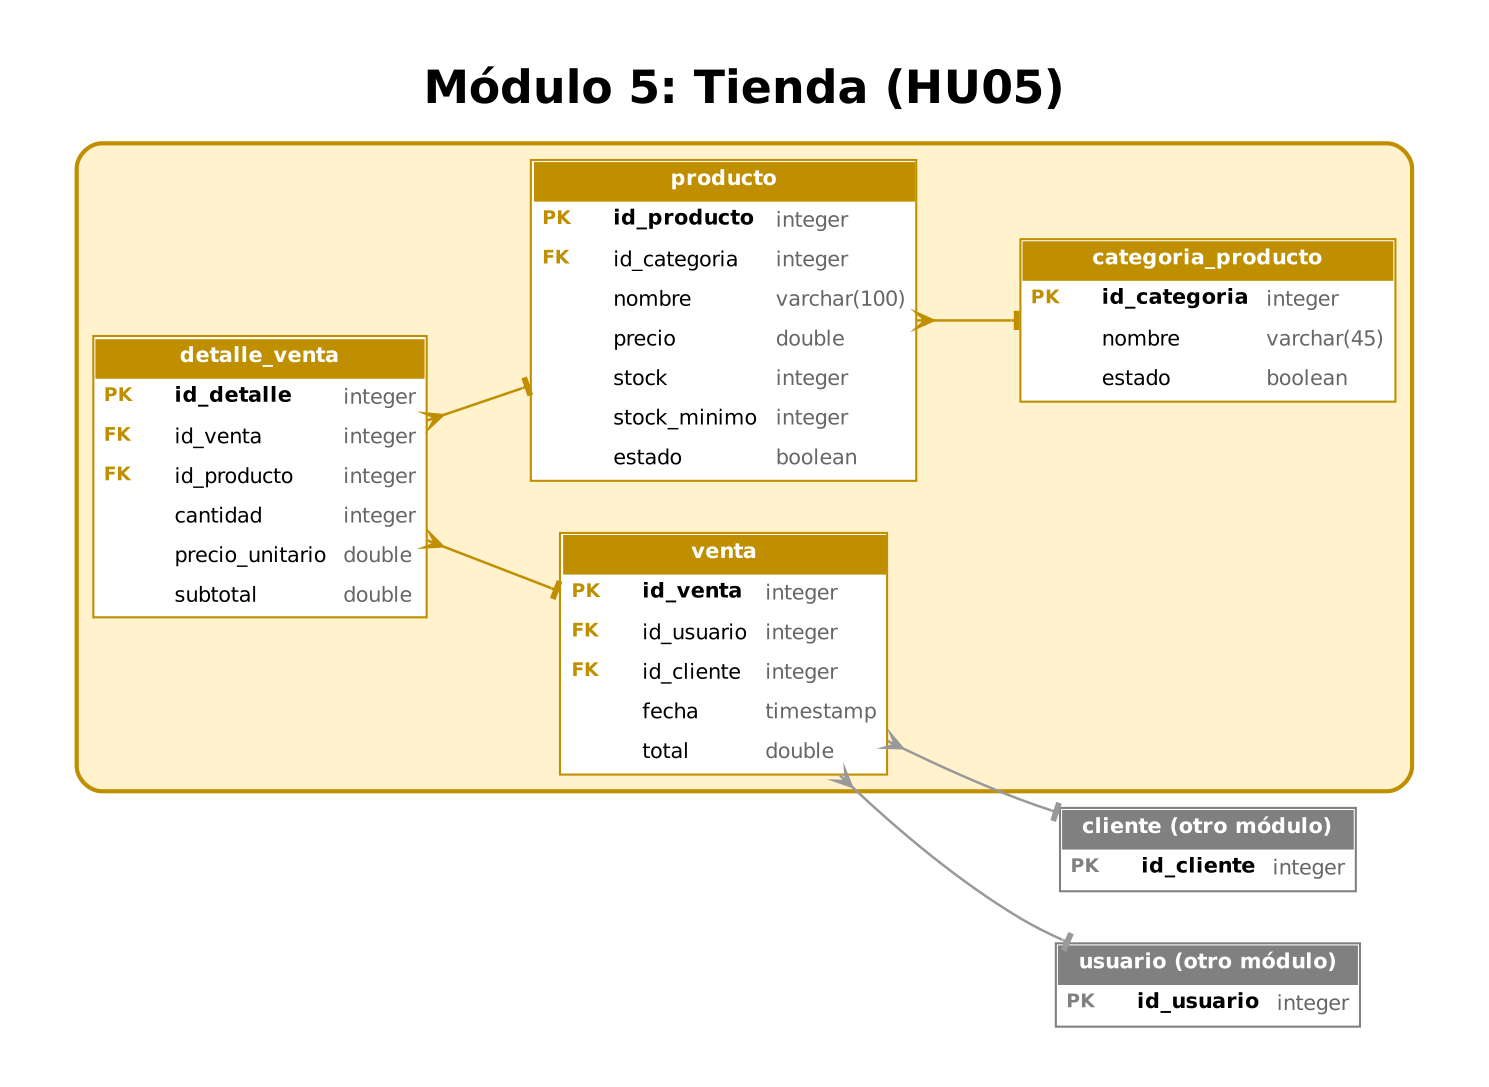 Módulo 5: Tienda (HU05)
producto
PK id_producto integer
FK id_categoria integer
nombre varchar(100)
precio double
stock integer
stock_minimo integer
estado boolean
categoria_producto
PK id_categoria integer
nombre varchar(45)
estado boolean
detalle_venta
PK id_detalle integer
FK id_venta integer
FK id_producto integer
cantidad integer
precio_unitario double
subtotal double
venta
PK id_venta integer
FK id_usuario integer
FK id_cliente integer
fecha timestamp
total double
cliente (otro módulo)
PK id_cliente integer
usuario (otro módulo)
PK id_usuario integer